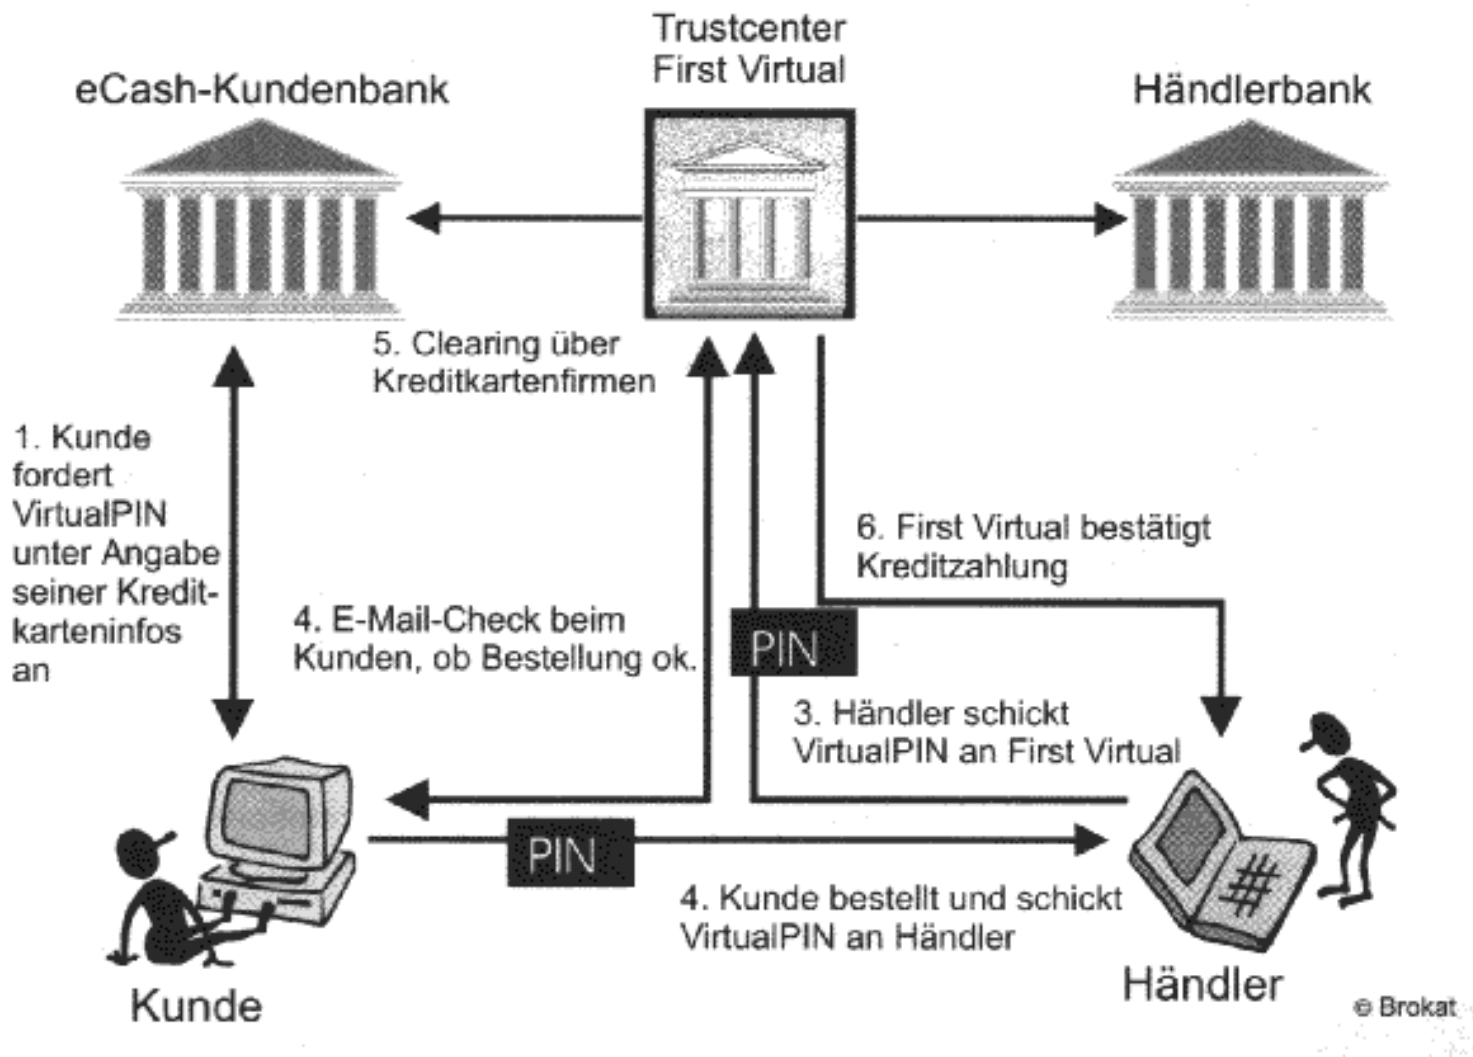 Trustcenter
First Virtual
eCash-Kundenbank
Händlerbank
5. Clearing über
Kreditkartenfirmen
1. Kunde
fordert
VirtualPIN
unter Angabe
seiner Kredit-
karteninfos
an
6. First Virtual bestätigt
Kreditzahlung
4. E-Mail-Check beim
Kunden, ob Bestellung ok.
PIN
3. Händler schickt
VirtualPIN an First Virtual
PIN
4. Kunde bestellt und schickt
VirtualPIN an Händler
Kunde
Händler
© Brokat